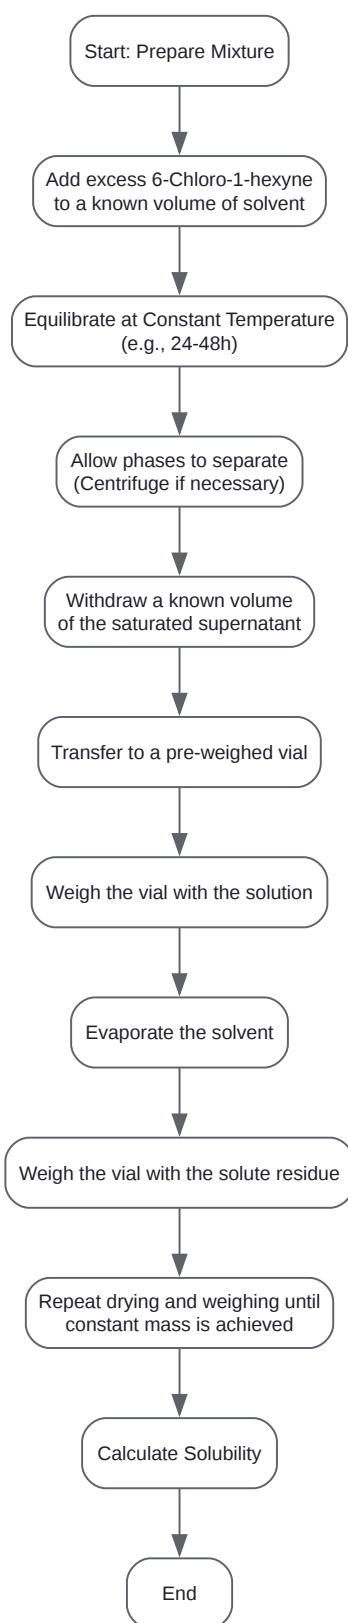 Start: Prepare Mixture
Add excess 6-Chloro-1-hexyne
to a known volume of solvent
Equilibrate at Constant Temperature
(e.g., 24-48h)
Allow phases to separate
(Centrifuge if necessary)
Withdraw a known volume
of the saturated supernatant
Transfer to a pre-weighed vial
Weigh the vial with the solution
Evaporate the solvent
Weigh the vial with the solute residue
Repeat drying and weighing until
constant mass is achieved
Calculate Solubility
End